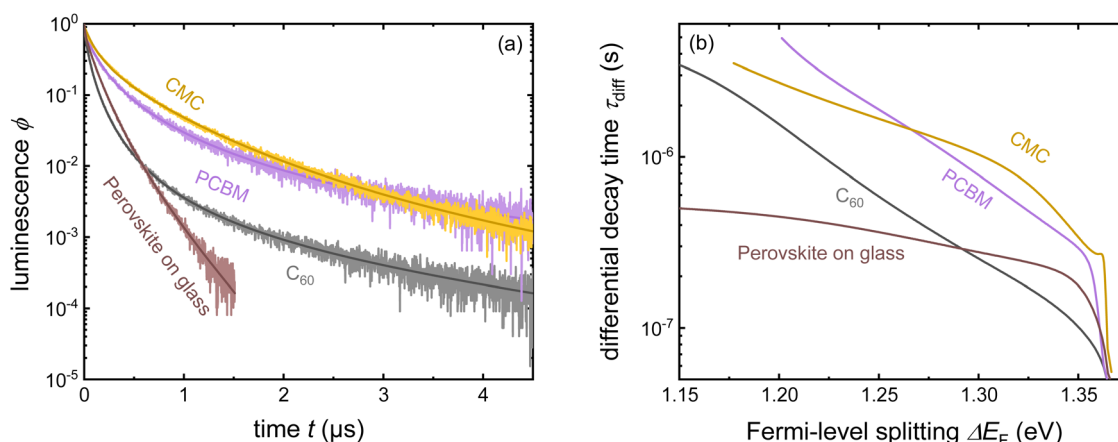 (a)
10⁰
10⁻¹
10⁻²
10⁻³
10⁻⁴
10⁻⁵
luminescence ϕ
CMC
PCBM
Perovskite on glass
C₆₀
0
1
2
3
4
time t (µs)
(b)
10⁻⁶
10⁻⁷
differential decay time τdiff (s)
CMC
PCBM
C₆₀
Perovskite on glass
1.15
1.20
1.25
1.30
1.35
Fermi-level splitting ΔE_F (eV)